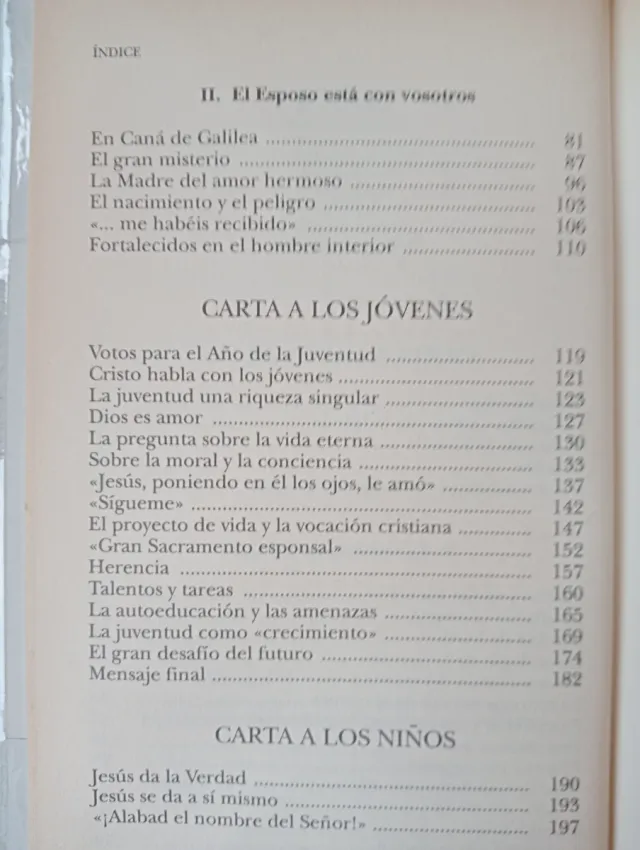 ÍNDICE
II. El Esposo está con vosotros
En Caná de Galilea ........................................ 81
El gran misterio ........................................ 87
La Madre del amor hermoso ........................................ 96
El nacimiento y el peligro ........................................ 103
«... me habéis recibido» ........................................ 106
Fortalecidos en el hombre interior ........................................ 110
CARTA A LOS JÓVENES
Votos para el Año de la Juventud ........................................ 119
Cristo habla con los jóvenes ........................................ 121
La juventud una riqueza singular ........................................ 123
Dios es amor ........................................ 127
La pregunta sobre la vida eterna ........................................ 130
Sobre la moral y la conciencia ........................................ 133
«Jesús, poniendo en él los ojos, le amó» ........................................ 137
«Sígueme» ........................................ 142
El proyecto de vida y la vocación cristiana ........................................ 147
«Gran Sacramento esponsal» ........................................ 152
Herencia ........................................ 157
Talentos y tareas ........................................ 160
La autoeducación y las amenazas ........................................ 165
La juventud como «crecimiento» ........................................ 169
El gran desafío del futuro ........................................ 174
Mensaje final ........................................ 182
CARTA A LOS NIÑOS
Jesús da la Verdad ........................................ 190
Jesús se da a sí mismo ........................................ 193
«¡Alabad el nombre del Señor!» ........................................ 197